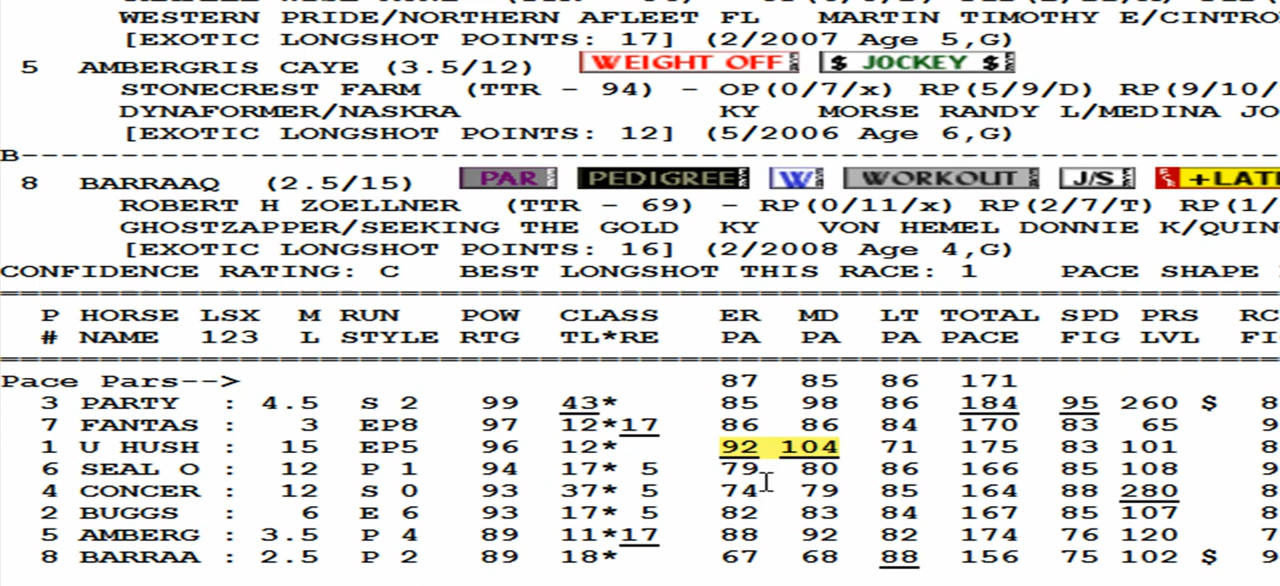 WESTERN PRIDE/NORTHERN AFLEET FL MARTIN TIMOTHY E/CINTRO
[EXOTIC LONGSHOT POINTS: 17] (2/2007 Age 5,G)
5 AMBERGRIS CAYE (3.5/12) WEIGHT OFF $ JOCKEY $
STONECREST FARM (TTR - 94) - OP(0/7/x) RP(5/9/D) RP(9/10/
DYNAFORMER/NASKRA KY MORSE RANDY L/MEDINA JO
[EXOTIC LONGSHOT POINTS: 12] (5/2006 Age 6,G)
B--------------------------------------------------------------------
8 BARRAAQ (2.5/15) PAR PEDIGREE W WORKOUT J/S +LAT
ROBERT H ZOELLNER (TTR - 69) - RP(0/11/x) RP(2/7/T) RP(1/
GHOSTZAPPER/SEEKING THE GOLD KY VON HEMEL DONNIE K/QUIN
[EXOTIC LONGSHOT POINTS: 16] (2/2008 Age 4,G)
CONFIDENCE RATING: C BEST LONGSHOT THIS RACE: 1 PACE SHAPE
P HORSE LSX M RUN POW CLASS ER MD LT TOTAL SPD PRS RC
# NAME 123 L STYLE RTG TL*RE PA PA PA PACE FIG LVL FI
Pace Pars--> 87 85 86 171
3 PARTY : 4.5 S 2 99 43* 85 98 86 184 95 260 $ 8
7 FANTAS : 3 EP8 97 12*17 86 86 84 170 83 65 9
1 U HUSH : 15 EP5 96 12* 92 104 71 175 83 101 8
6 SEAL O : 12 P 1 94 17* 5 79 80 86 166 85 108 9
4 CONCER : 12 S 0 93 37* 5 74 79 85 164 88 280 8
2 BUGGS : 6 E 6 93 17* 5 82 83 84 167 85 107 8
5 AMBERG : 3.5 P 4 89 11*17 88 92 82 174 76 120 7
8 BARRAA : 2.5 P 2 89 18* 67 68 88 156 75 102 $ 9